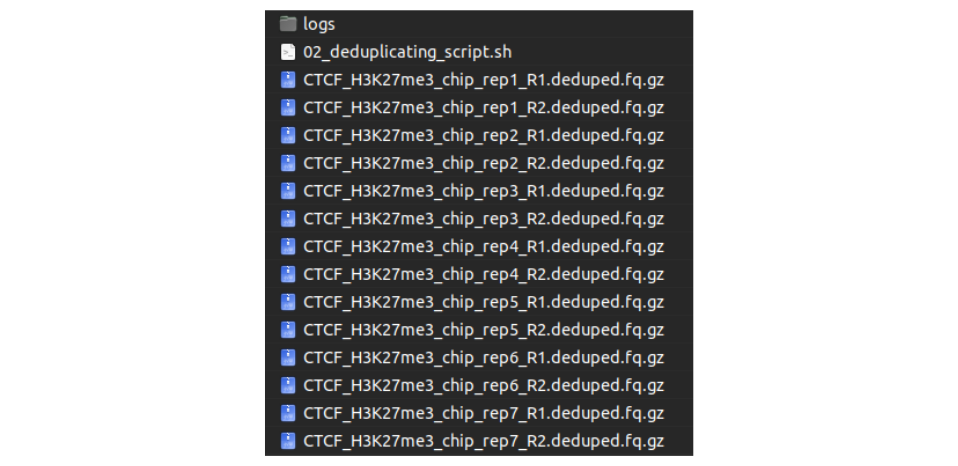 logs
02_deduplicating_script.sh
CTCF_H3K27me3_chip_rep1_R1.deduped.fq.gz
CTCF_H3K27me3_chip_rep1_R2.deduped.fq.gz
CTCF_H3K27me3_chip_rep2_R1.deduped.fq.gz
CTCF_H3K27me3_chip_rep2_R2.deduped.fq.gz
CTCF_H3K27me3_chip_rep3_R1.deduped.fq.gz
CTCF_H3K27me3_chip_rep3_R2.deduped.fq.gz
CTCF_H3K27me3_chip_rep4_R1.deduped.fq.gz
CTCF_H3K27me3_chip_rep4_R2.deduped.fq.gz
CTCF_H3K27me3_chip_rep5_R1.deduped.fq.gz
CTCF_H3K27me3_chip_rep5_R2.deduped.fq.gz
CTCF_H3K27me3_chip_rep6_R1.deduped.fq.gz
CTCF_H3K27me3_chip_rep6_R2.deduped.fq.gz
CTCF_H3K27me3_chip_rep7_R1.deduped.fq.gz
CTCF_H3K27me3_chip_rep7_R2.deduped.fq.gz